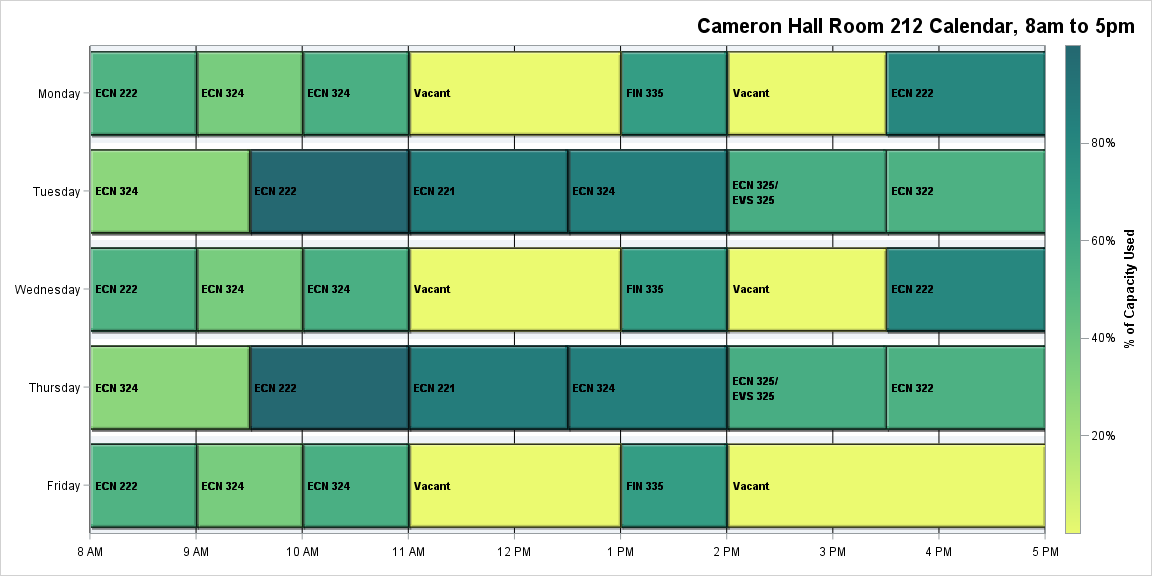 Cameron Hall Room 212 Calendar, 8am to 5pm
Monday
ECN 222
ECN 324
ECN 324
Vacant
FIN 335
Vacant
ECN 222
Tuesday
ECN 324
ECN 222
ECN 221
ECN 324
ECN 325/
EVS 325
ECN 322
Wednesday
ECN 222
ECN 324
ECN 324
Vacant
FIN 335
Vacant
ECN 222
Thursday
ECN 324
ECN 222
ECN 221
ECN 324
ECN 325/
EVS 325
ECN 322
Friday
ECN 222
ECN 324
ECN 324
Vacant
FIN 335
Vacant
8 AM
9 AM
10 AM
11 AM
12 PM
1 PM
2 PM
3 PM
4 PM
5 PM
80%
60%
40%
20%
% of Capacity Used